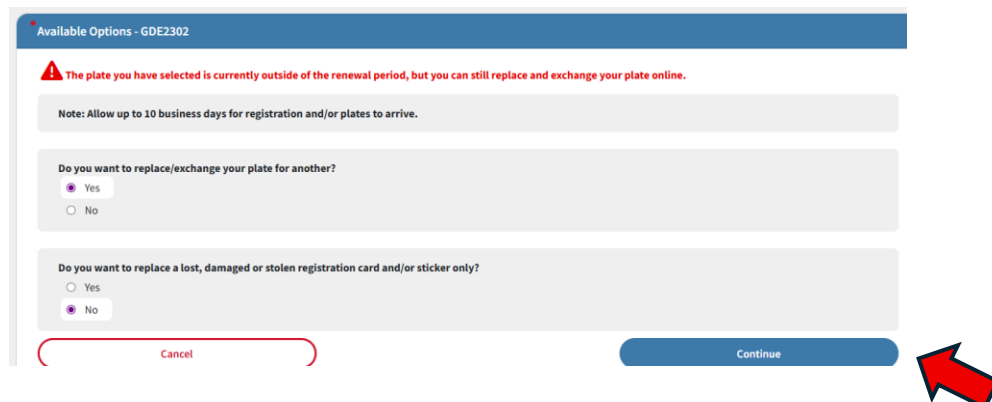 *Available Options - GDE2302
The plate you have selected is currently outside of the renewal period, but you can still replace and exchange your plate online.
Note: Allow up to 10 business days for registration and/or plates to arrive.
Do you want to replace/exchange your plate for another?
Yes
No
Do you want to replace a lost, damaged or stolen registration card and/or sticker only?
Yes
No
Cancel
Continue